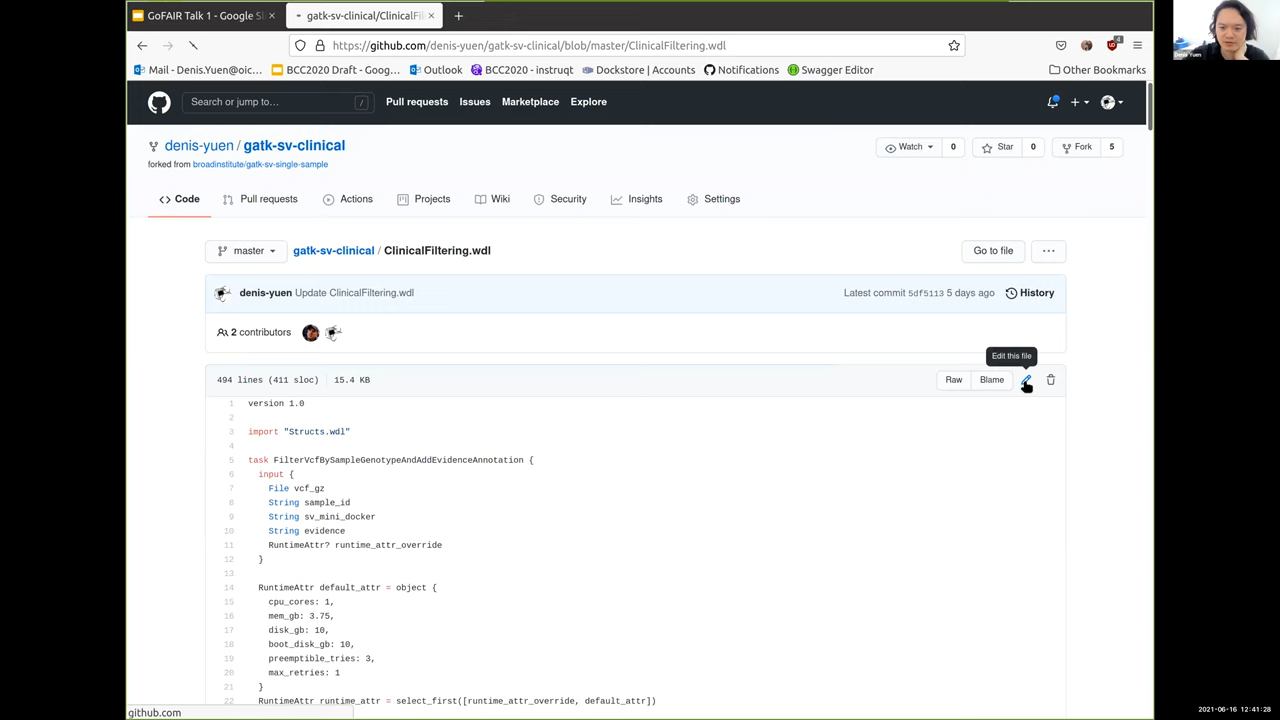 GoFAIR Talk 1 - Google S
gatk-sv-clinical/ClinicalFil
https://github.com/denis-yuen/gatk-sv-clinical/blob/master/ClinicalFiltering.wdl
Mail - Denis.Yuen@oic… BCC2020 Draft - Goog… Outlook BCC2020 - instruqt Dockstore | Accounts Notifications Swagger Editor Other Bookmarks
Denis Yuen
Search or jump to… / Pull requests Issues Marketplace Explore
denis-yuen / gatk-sv-clinical Watch 0 Star 0 Fork 5
forked from broadinstitute/gatk-sv-single-sample
Code Pull requests Actions Projects Wiki Security Insights Settings
master gatk-sv-clinical / ClinicalFiltering.wdl Go to file ...
denis-yuen Update ClinicalFiltering.wdl Latest commit 5df5113 5 days ago History
2 contributors
Edit this file
494 lines (411 sloc) 15.4 KB Raw Blame
1 version 1.0
2
3 import "Structs.wdl"
4
5 task FilterVcfBySampleGenotypeAndAddEvidenceAnnotation {
6 input {
7 File vcf_gz
8 String sample_id
9 String sv_mini_docker
10 String evidence
11 RuntimeAttr? runtime_attr_override
12 }
13
14 RuntimeAttr default_attr = object {
15 cpu_cores: 1,
16 mem_gb: 3.75,
17 disk_gb: 10,
18 boot_disk_gb: 10,
19 preemptible_tries: 3,
20 max_retries: 1
21 }
22 RuntimeAttr runtime_attr = select_first([runtime_attr_override, default_attr])
github.com
2021-06-16 12:41:28